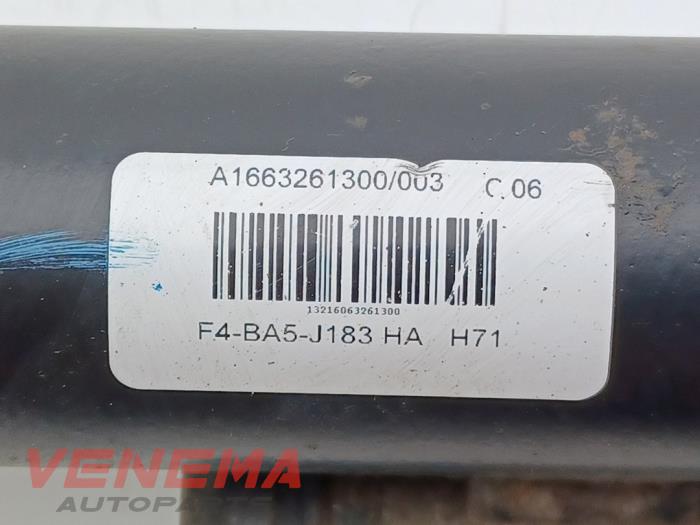 A1663261300/003 C.06
13216063261300
F4-BA5-J183 HA H71
VENEMA
AUTOPARTS